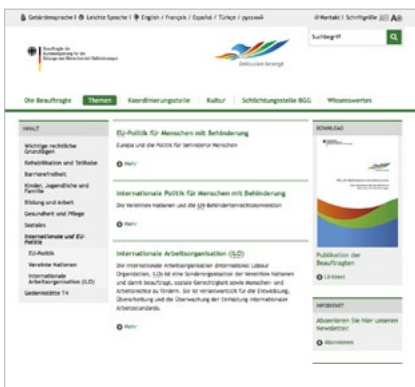 Gebärdensprache | Leichte Sprache | English / Français / Español / Türkçe / русский
Kontakt | Schriftgröße AA
Suchbegriff
Beauftragte der
Bundesregierung für die
Belange von Menschen mit Behinderungen
Inklusion bewegt
Die Beauftragte Themen Koordinierungsstelle Kultur Schlichtungsstelle BGG Wissenswertes
INHALT
Wichtige rechtliche
Grundlagen
Rehabilitation und Teilhabe
Barrierefreiheit
Kinder, Jugendliche und
Familie
Bildung und Arbeit
Gesundheit und Pflege
Soziales
Internationale und EU-
Politik
EU-Politik
Vereinte Nationen
Internationale
Arbeitsorganisation (ILO)
Gedenkstätte T4
EU-Politik für Menschen mit Behinderung
Europa und die Politik für behinderte Menschen
Mehr
Internationale Politik für Menschen mit Behinderung
Die Vereinten Nationen und die UN-Behindertenrechtskonvention
Mehr
Internationale Arbeitsorganisation (ILO)
Die Internationale Arbeitsorganisation (International Labour
Organization, ILO) ist eine Sonderorganisation der Vereinten Nationen
und damit beauftragt, soziale Gerechtigkeit sowie Menschen- und
Arbeitsrechte zu fördern. Sie ist verantwortlich für die Entwicklung,
Überarbeitung und die Überwachung der Einhaltung internationaler
Arbeitsstandards.
Mehr
DOWNLOAD
Publikation der
Beauftragten
INFODIENST
Abonnieren Sie hier unseren
Newsletter.
Abonnieren